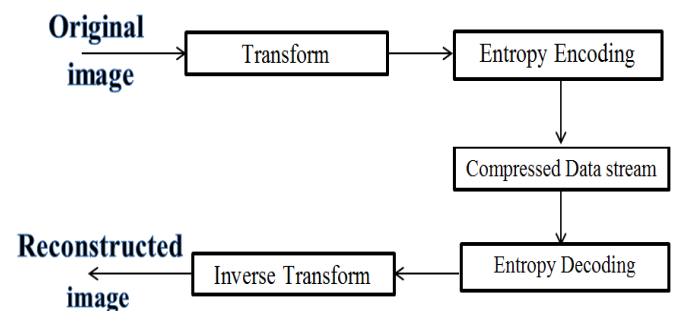 Original
image
Transform
Entropy Encoding
Compressed Data stream
Entropy Decoding
Inverse Transform
Reconstructed
image